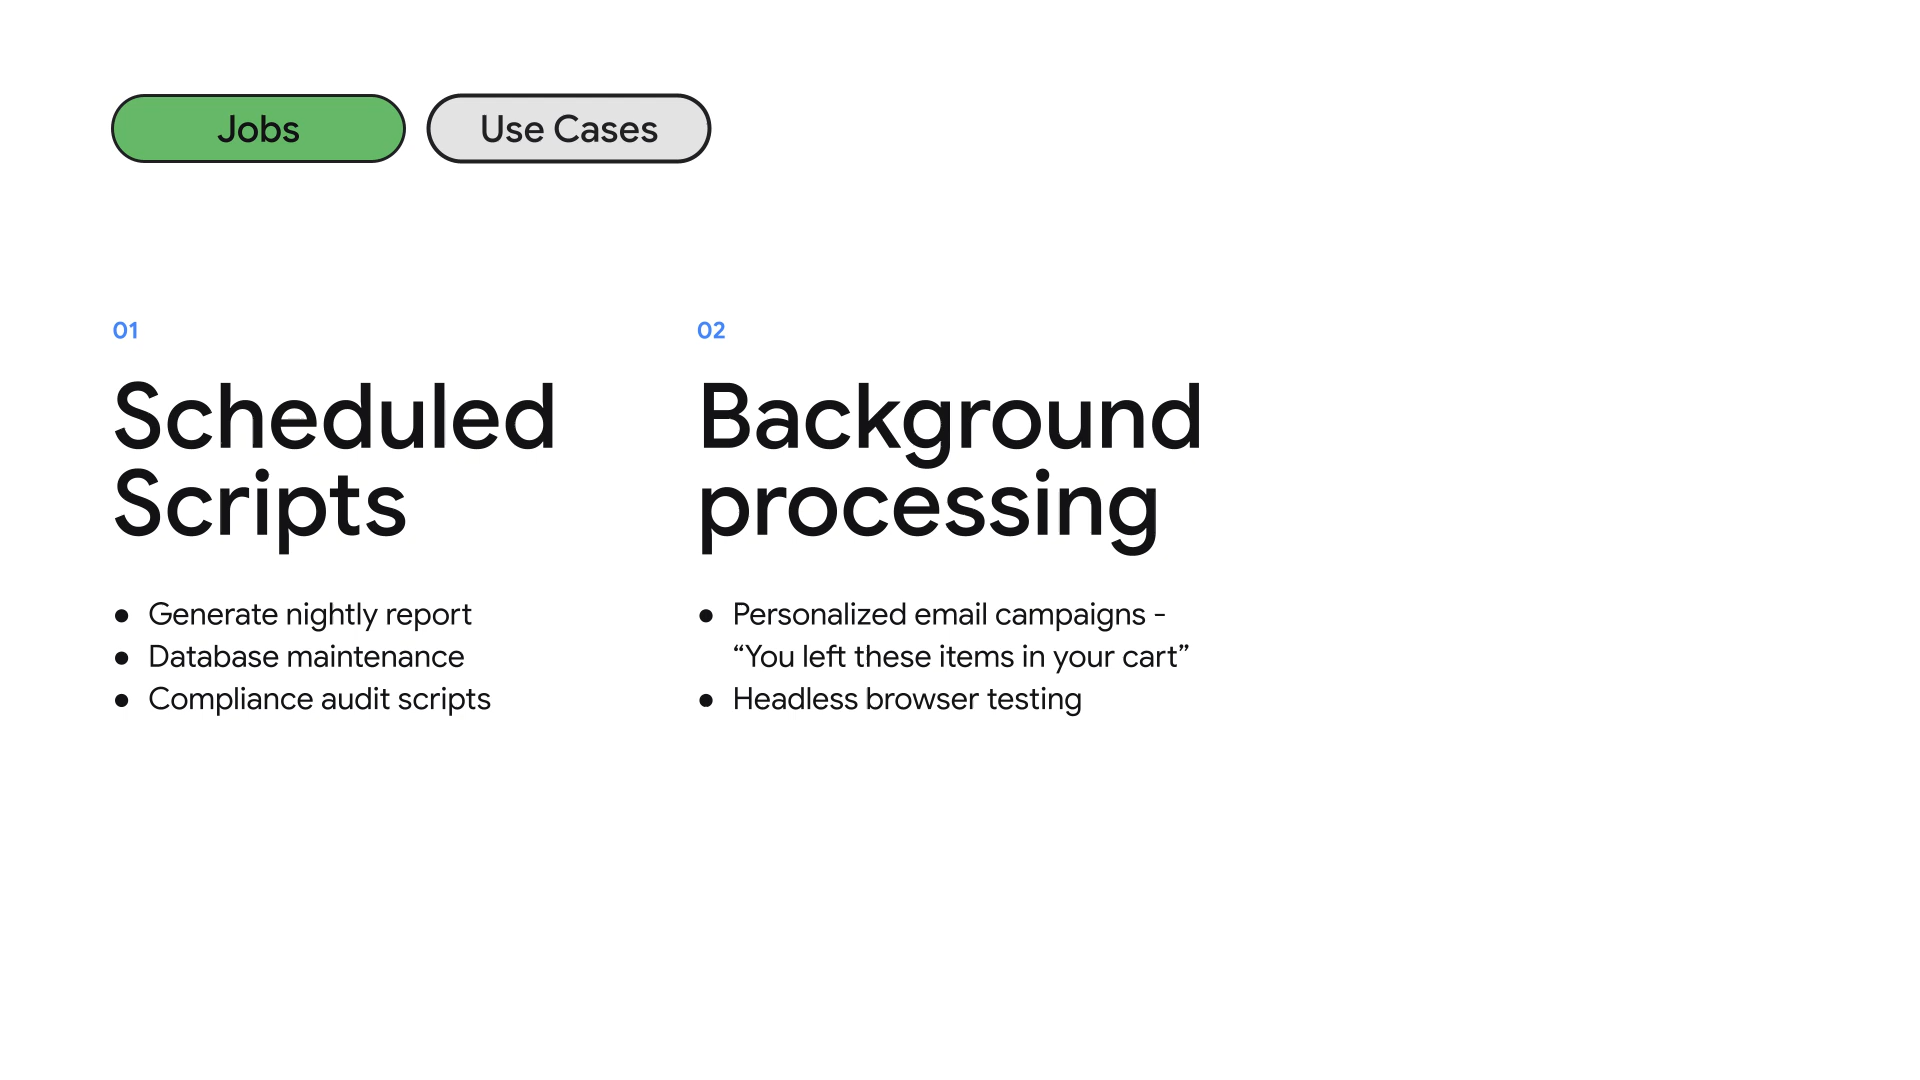 Jobs
Use Cases
01
Scheduled
Scripts
● Generate nightly report
● Database maintenance
● Compliance audit scripts
02
Background
processing
● Personalized email campaigns -
“You left these items in your cart”
● Headless browser testing